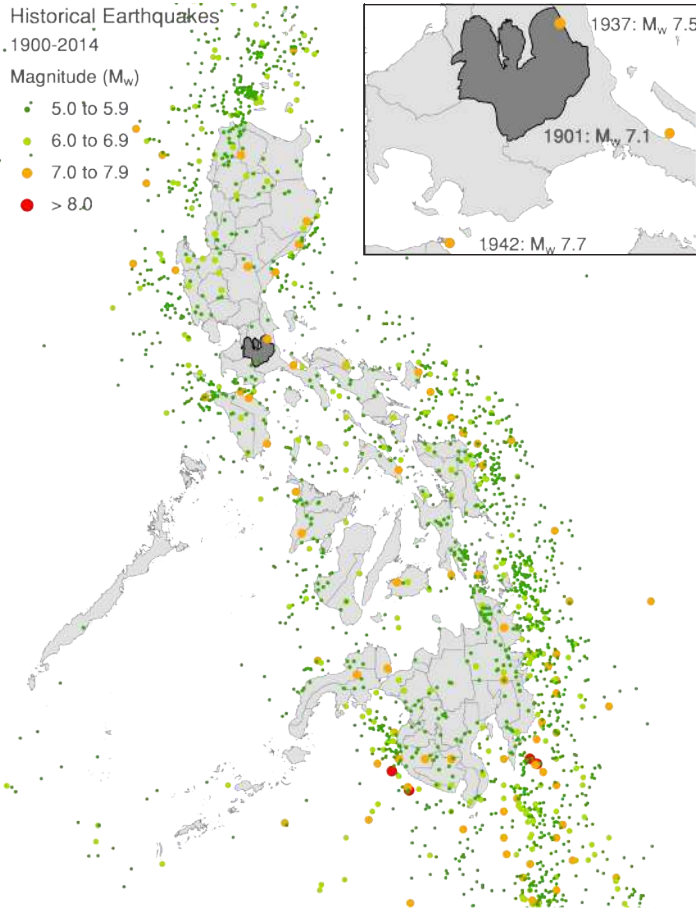 Historical Earthquakes
1900-2014
Magnitude (Mw)
5.0 to 5.9
6.0 to 6.9
7.0 to 7.9
> 8.0
1937: Mw 7.5
1901: Mw 7.1
1942: Mw 7.7